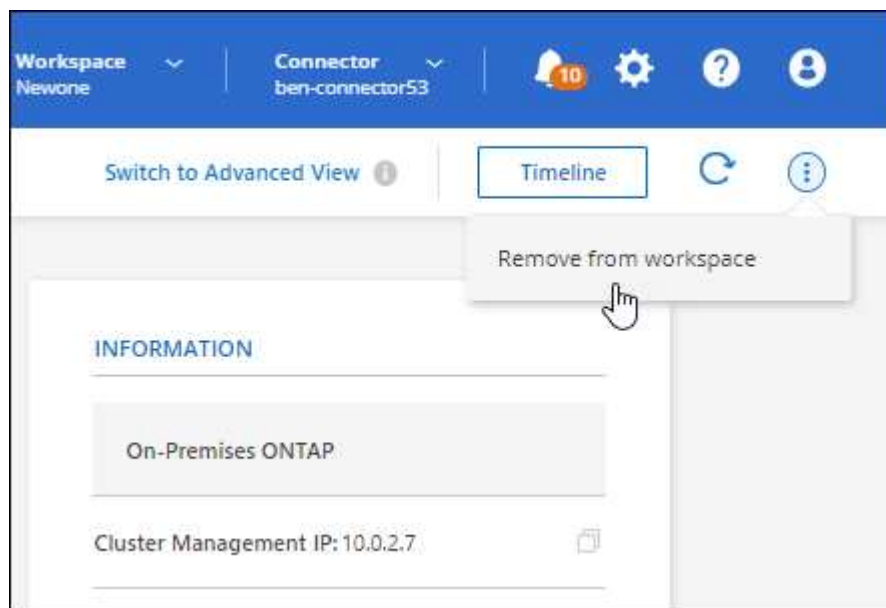 Workspace
Newone
Connector
ben-connector53
10
Switch to Advanced View
Timeline
Remove from workspace
INFORMATION
On-Premises ONTAP
Cluster Management IP: 10.0.2.7